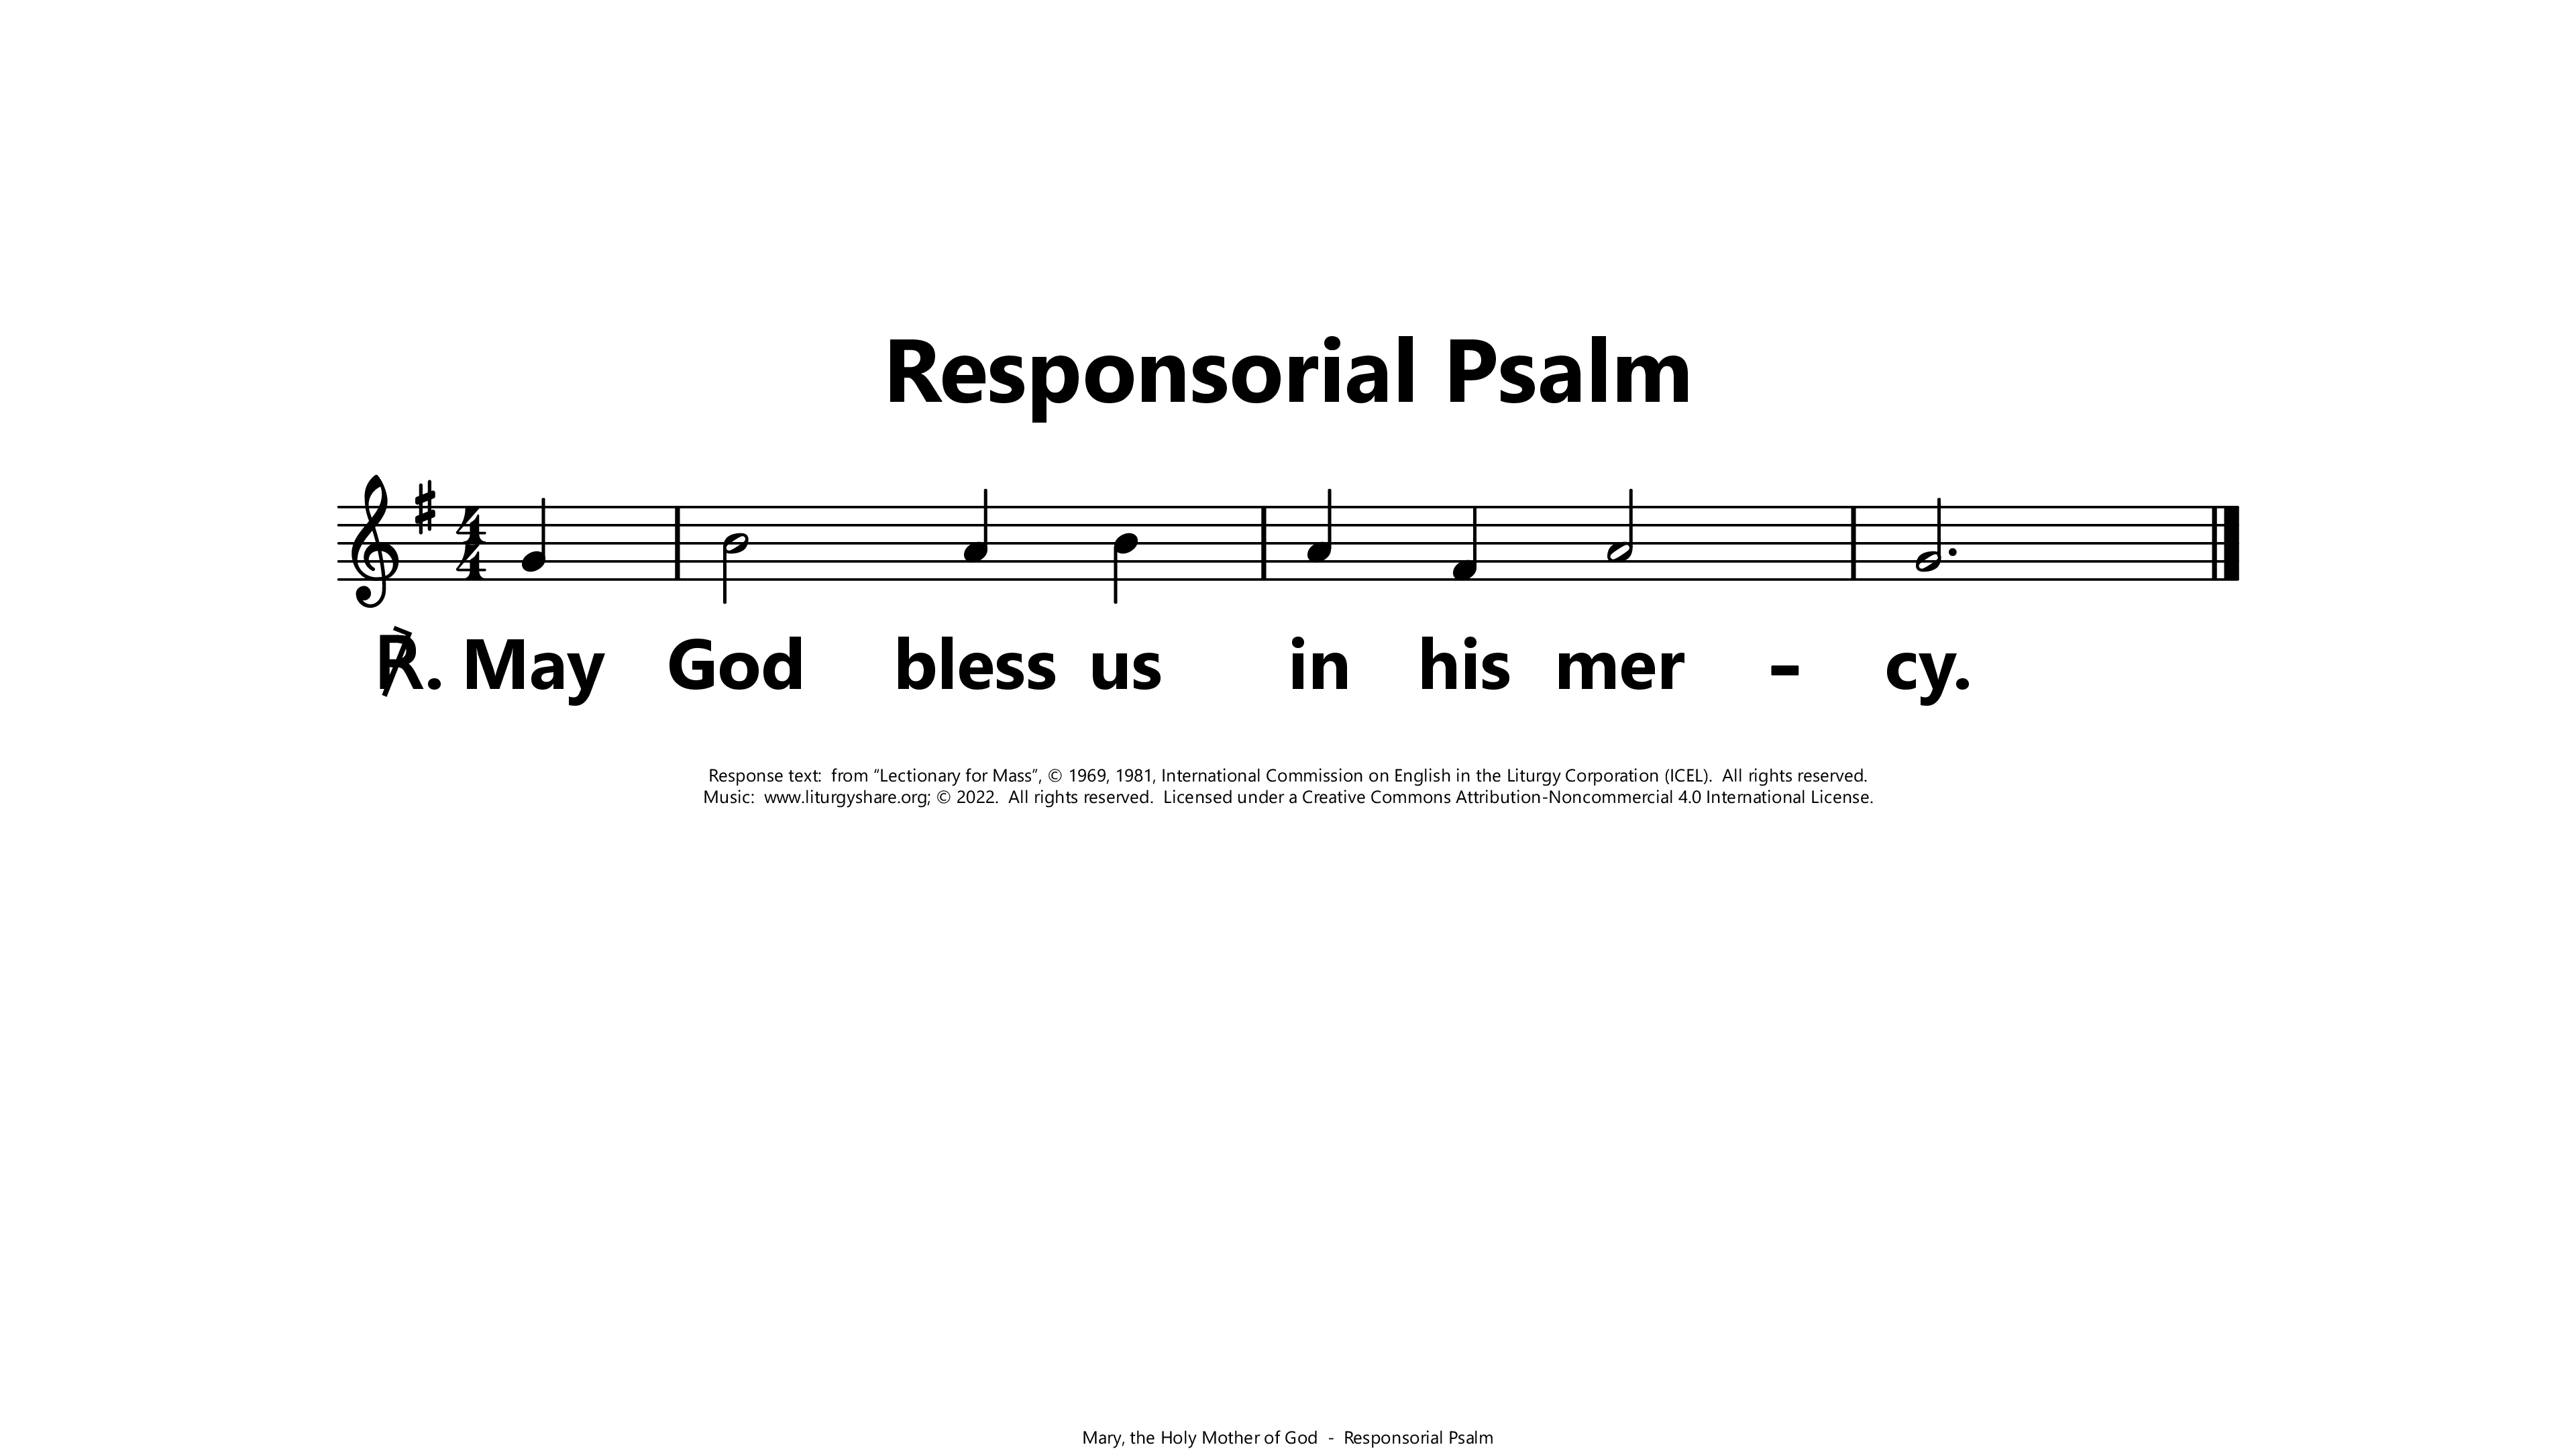 Responsorial Psalm
4
4
℟. May God bless us in his mer - cy.
Response text:  from “Lectionary for Mass”, © 1969, 1981, International Commission on English in the Liturgy Corporation (ICEL).  All rights reserved.
Music:  www.liturgyshare.org; © 2022.  All rights reserved.  Licensed under a Creative Commons Attribution-Noncommercial 4.0 International License.
Mary, the Holy Mother of God  -  Responsorial Psalm